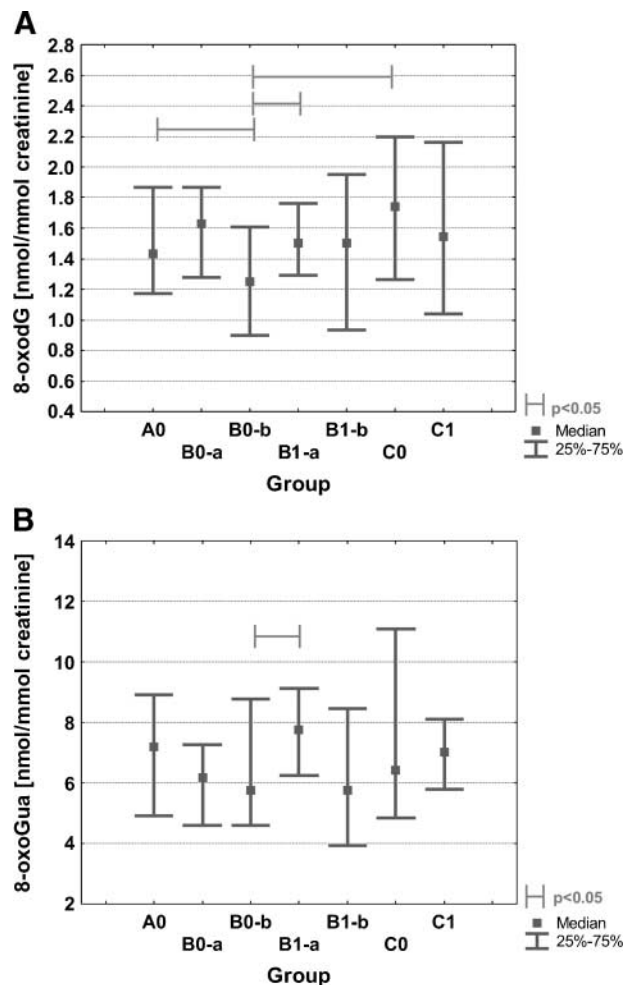 A
8-oxodG [nmol/mmol creatinine]
2.8
2.6
2.4
2.2
2.0
1.8
1.6
1.4
1.2
1.0
0.8
0.6
0.4
A0 B0-b B1-b C1
B0-a B1-a C0
Group
p<0.05
Median
25%-75%
B
8-oxoGua [nmol/mmol creatinine]
14
12
10
8
6
4
2
A0 B0-b B1-b C1
B0-a B1-a C0
Group
p<0.05
Median
25%-75%